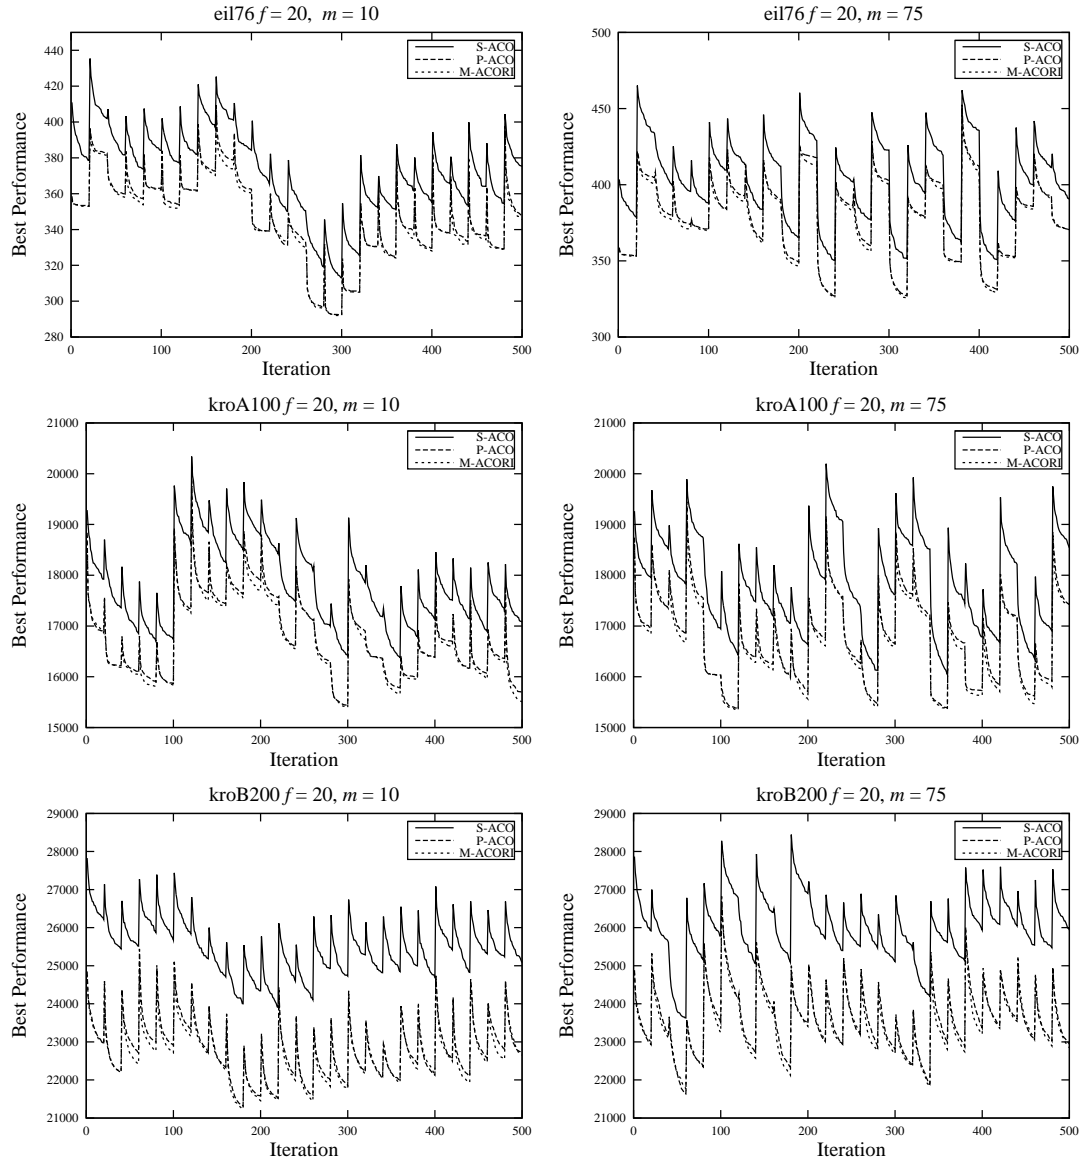 eil76 f = 20, m = 10
Best Performance
440
420
400
380
360
340
320
300
280
0 100 200 300 400 500
Iteration
S-ACO
P-ACO
M-ACORI
eil76 f = 20, m = 75
Best Performance
500
450
400
350
300
0 100 200 300 400 500
Iteration
S-ACO
P-ACO
M-ACORI
kroA100 f = 20, m = 10
Best Performance
21000
20000
19000
18000
17000
16000
15000
0 100 200 300 400 500
Iteration
S-ACO
P-ACO
M-ACORI
kroA100 f = 20, m = 75
Best Performance
21000
20000
19000
18000
17000
16000
15000
0 100 200 300 400 500
Iteration
S-ACO
P-ACO
M-ACORI
kroB200 f = 20, m = 10
Best Performance
29000
28000
27000
26000
25000
24000
23000
22000
21000
0 100 200 300 400 500
Iteration
S-ACO
P-ACO
M-ACORI
kroB200 f = 20, m = 75
Best Performance
29000
28000
27000
26000
25000
24000
23000
22000
21000
0 100 200 300 400 500
Iteration
S-ACO
P-ACO
M-ACORI